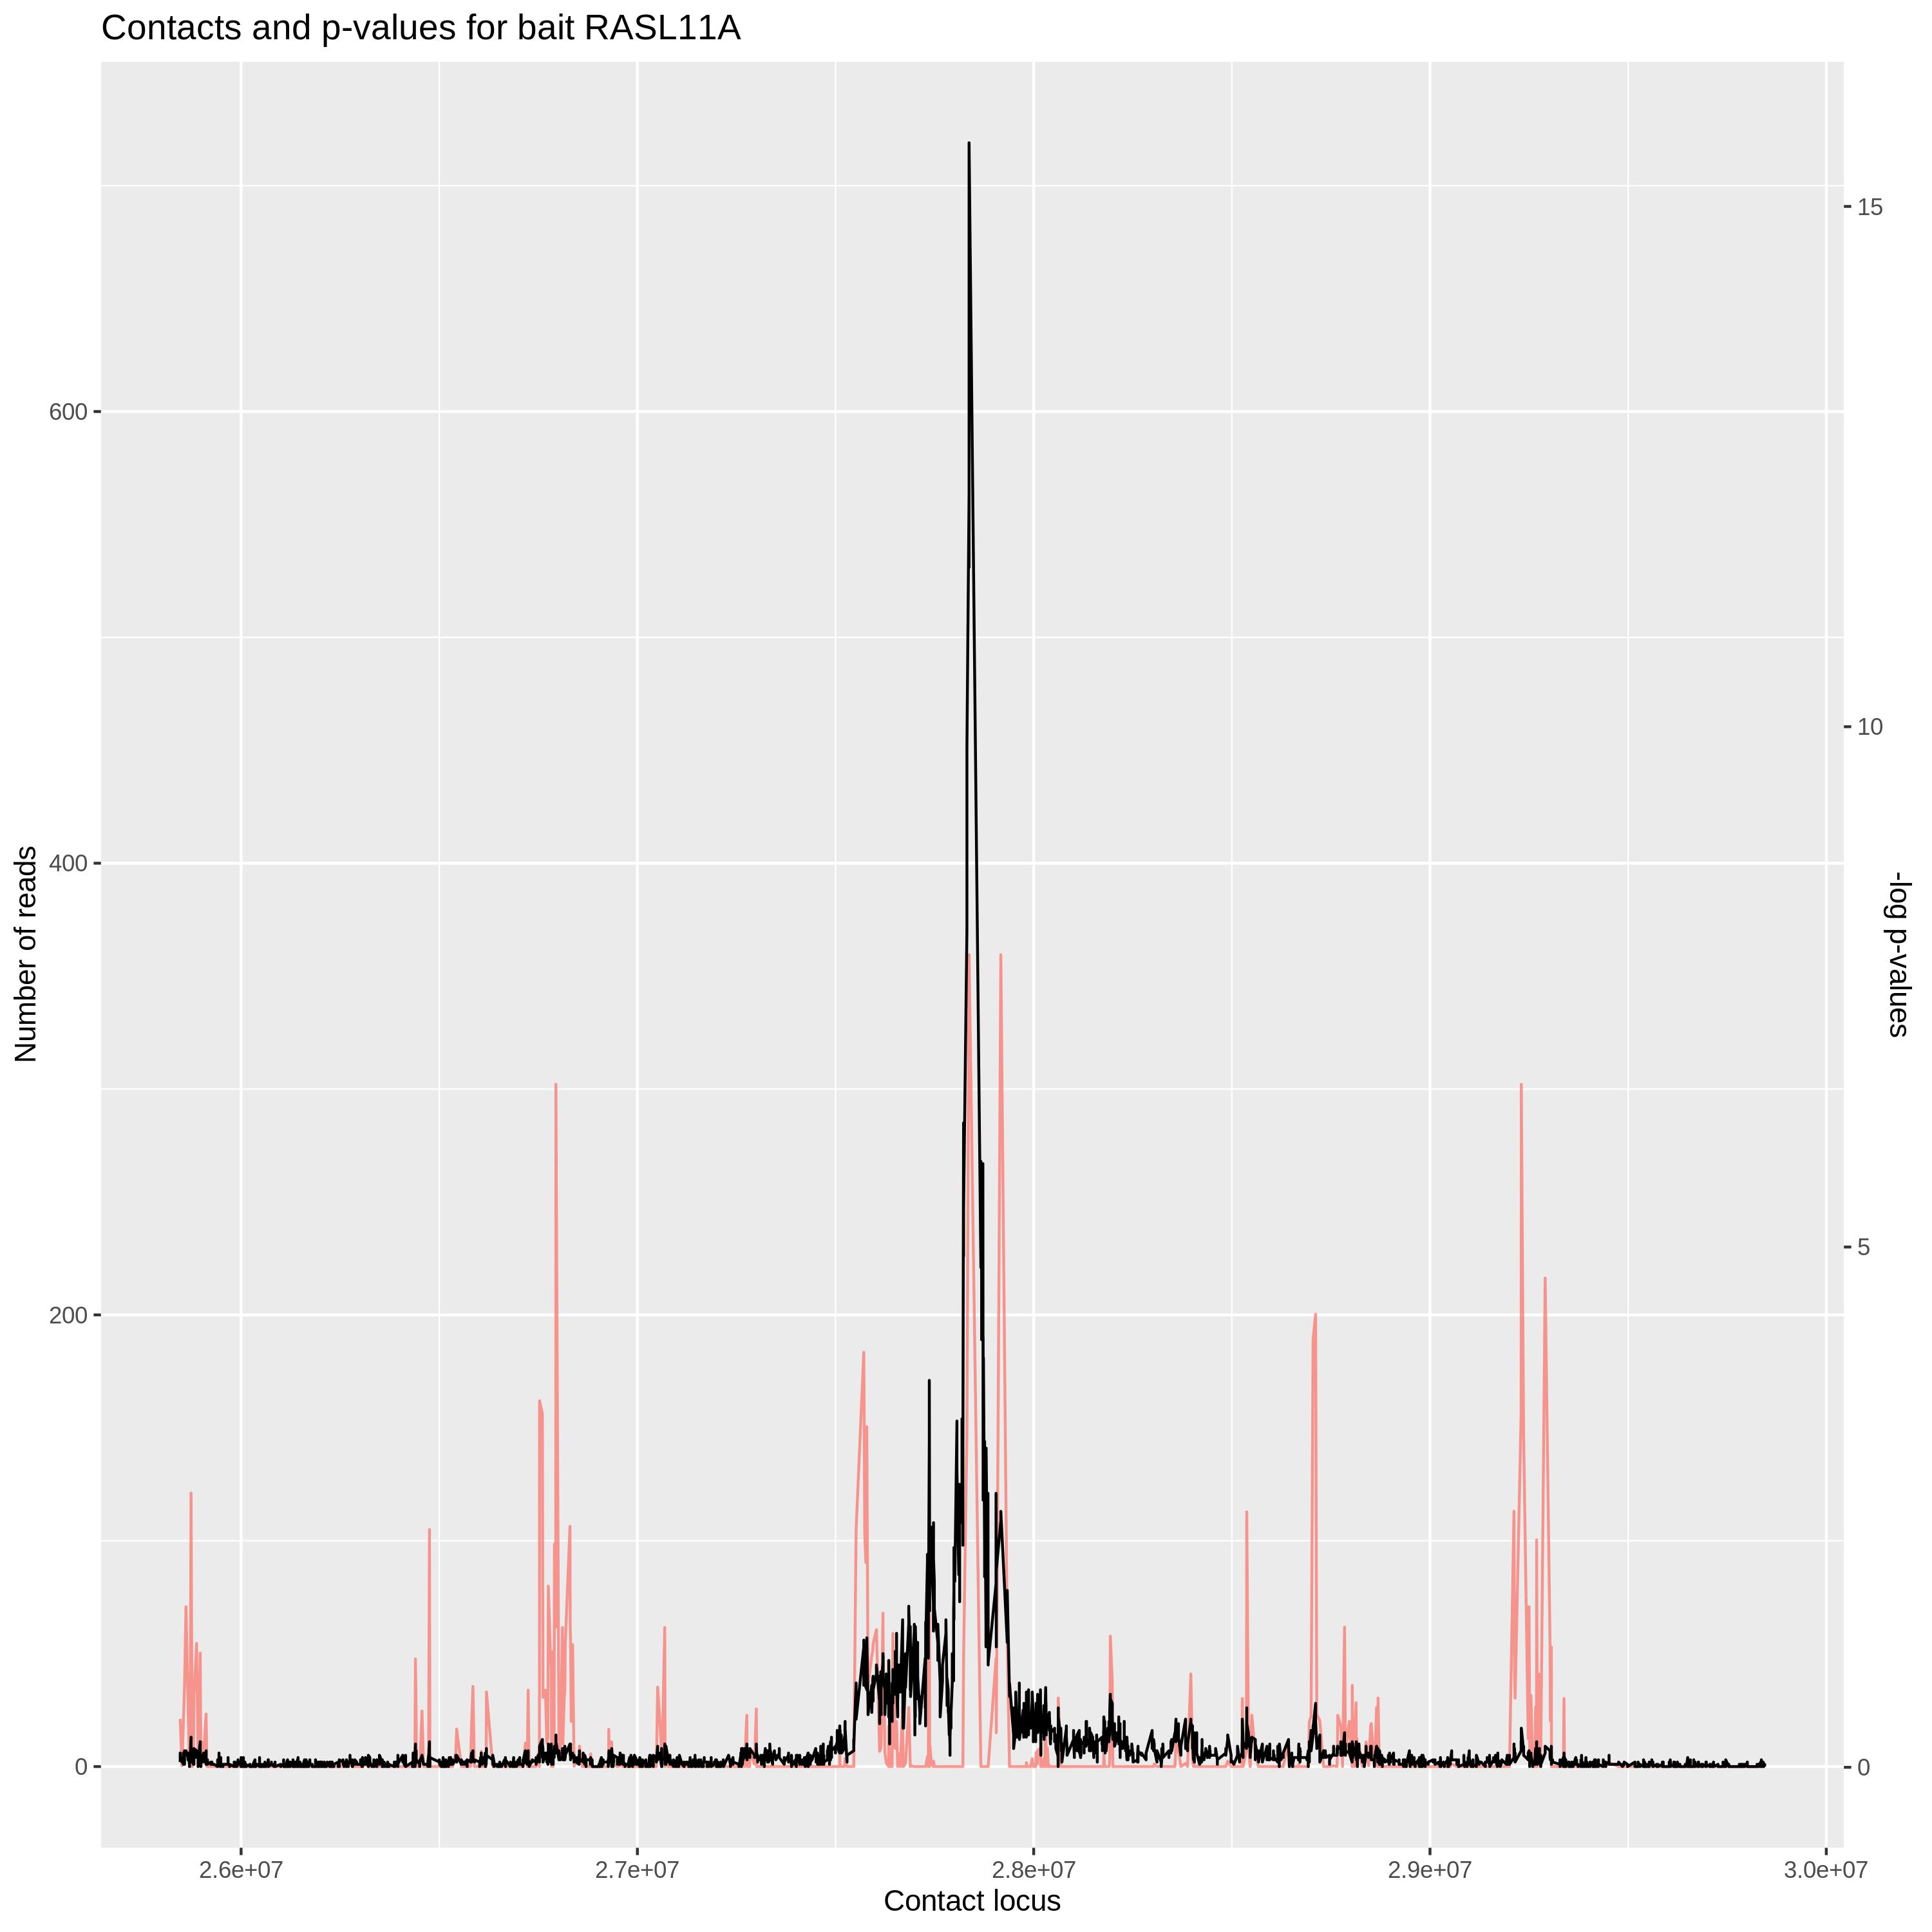 Contacts and p-values for bait RASL11A
600
400
200
0
Number of reads
15
10
5
0
-log p-values
2.6e+07
2.7e+07
2.8e+07
2.9e+07
3.0e+07
Contact locus